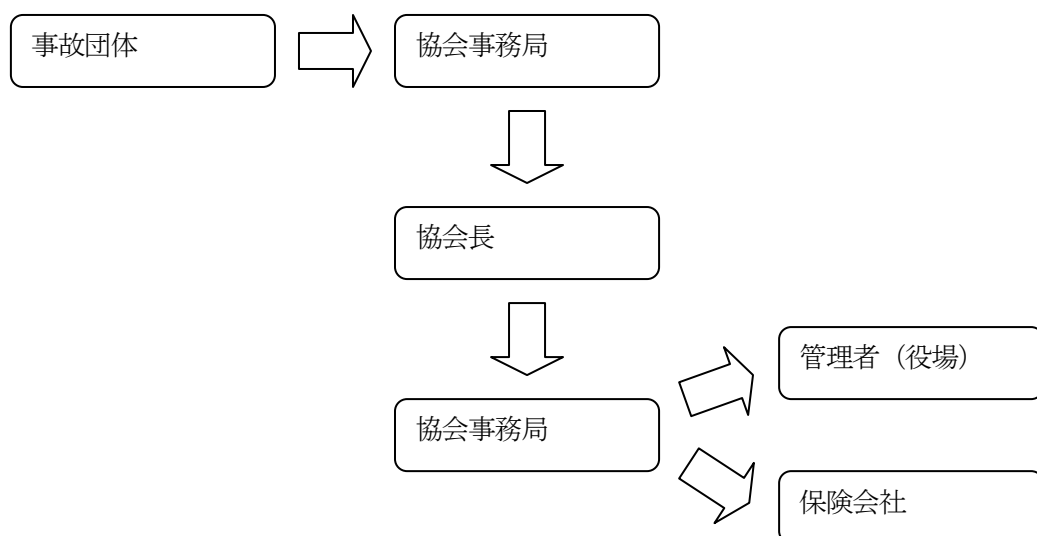 事故団体
協会事務局
協会長
協会事務局
管理者（役場）
保険会社